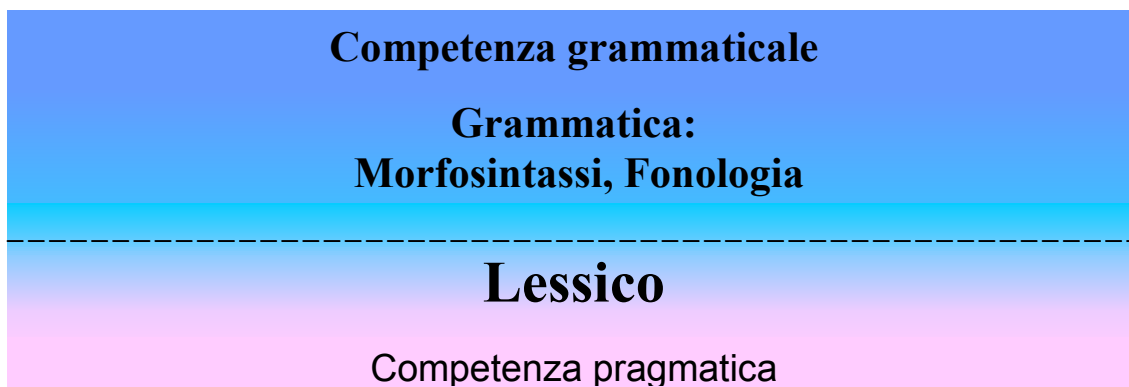 Competenza grammaticale
Grammatica:
Morfosintassi, Fonologia
Lessico
Competenza pragmatica